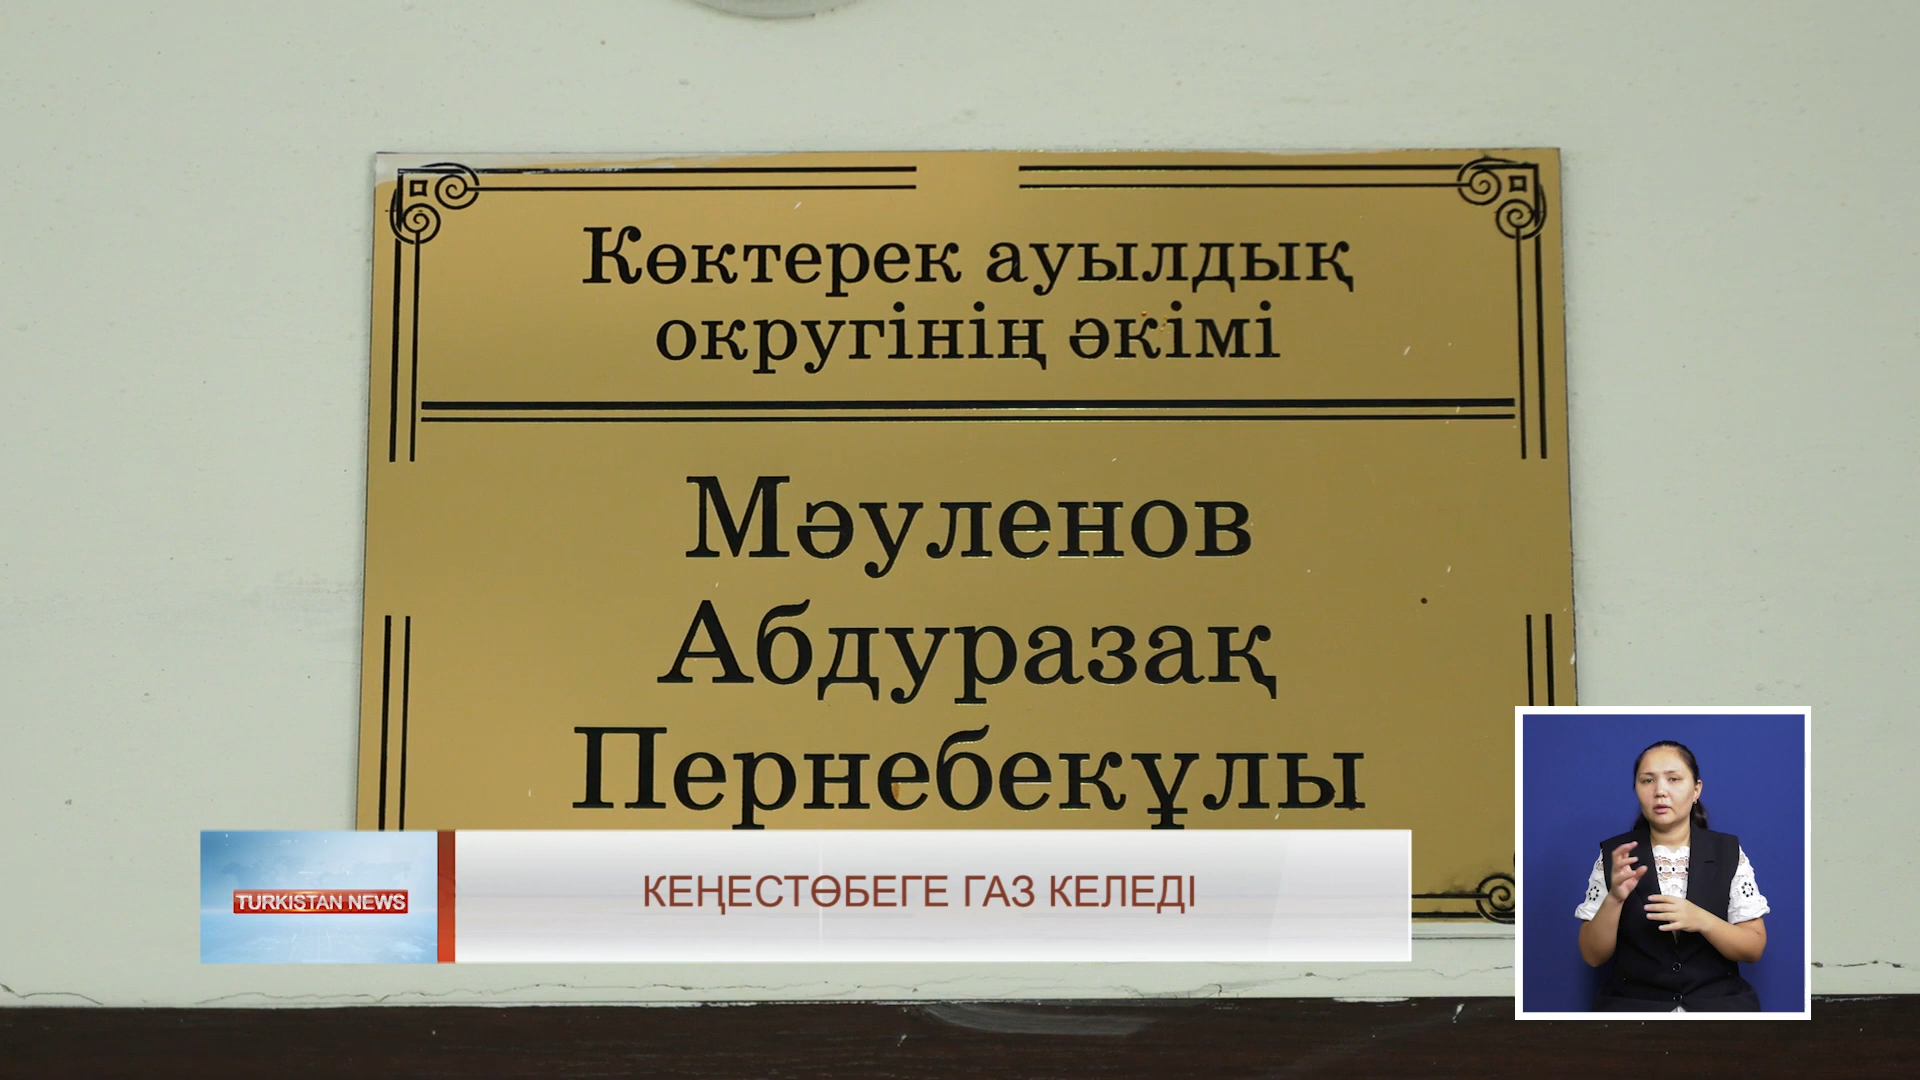 Көктерек ауылдық
округінің әкімі
Мәуленов
Абдуразақ
Пернебекұлы
TURKISTAN NEWS
КЕҢЕСТӨБЕГЕ ГАЗ КЕЛЕДІ